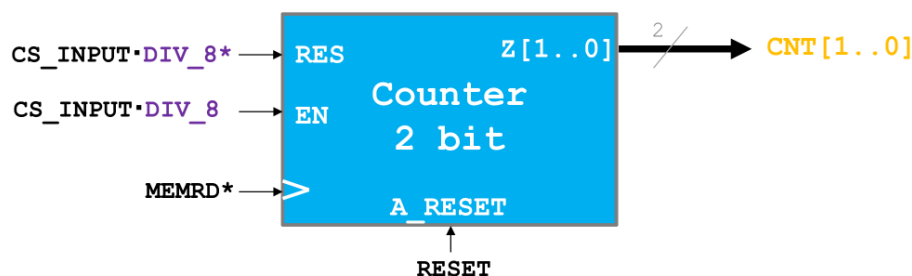 2
CS_INPUT·DIV_8* RES Z[1..0] CNT[1..0]
Counter
CS_INPUT·DIV_8 EN
2 bit
MEMRD* >
A_RESET
RESET